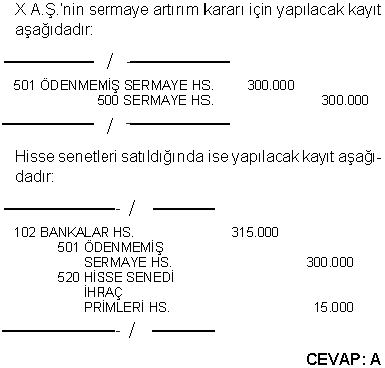 X A.Ş.'nin sermaye artırım kararı için yapılacak kayıt
aşağıdadır:
/
501 ÖDENMEMİŞ SERMAYE HS. 300.000
500 SERMAYE HS. 300.000
/
Hisse senetleri satıldığında ise yapılacak kayıt aşağı-
dadır:
- /
102 BANKALAR HS. 315.000
501 ÖDENMEMİŞ
SERMAYE HS. 300.000
520 HİSSE SENEDİ
İHRAÇ
PRİMLERİ HS. 15.000
- /
CEVAP: A